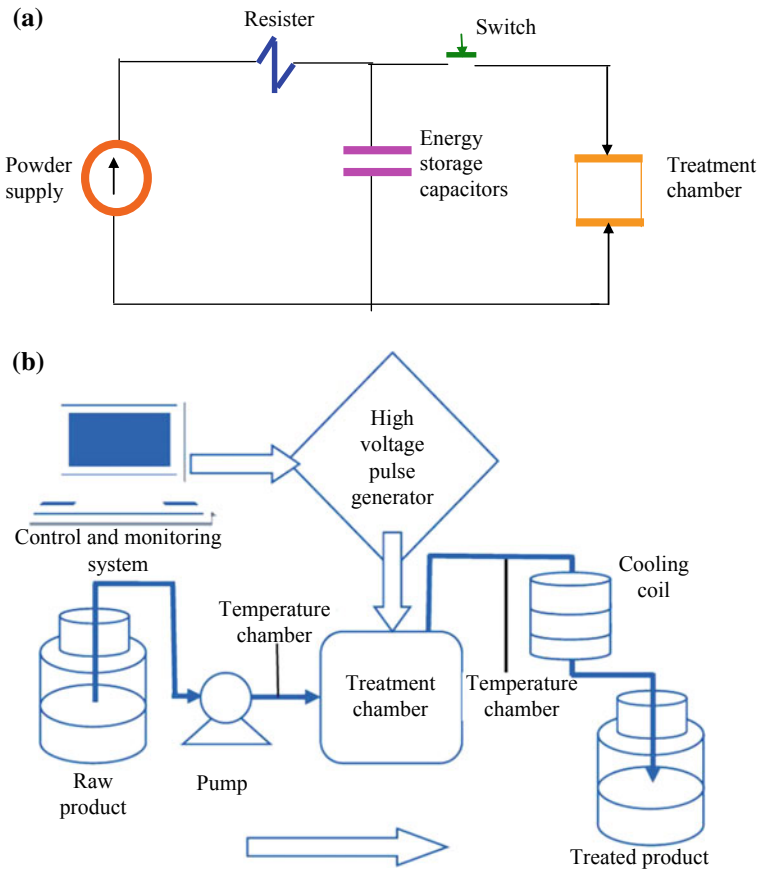 (a)
Resister
Switch
Powder
supply
Energy
storage
capacitors
Treatment
chamber
(b)
High
voltage
pulse
generator
Control and monitoring
system
Cooling
coil
Temperature
chamber
Treatment
chamber
Temperature
chamber
Raw
product
Pump
Treated product